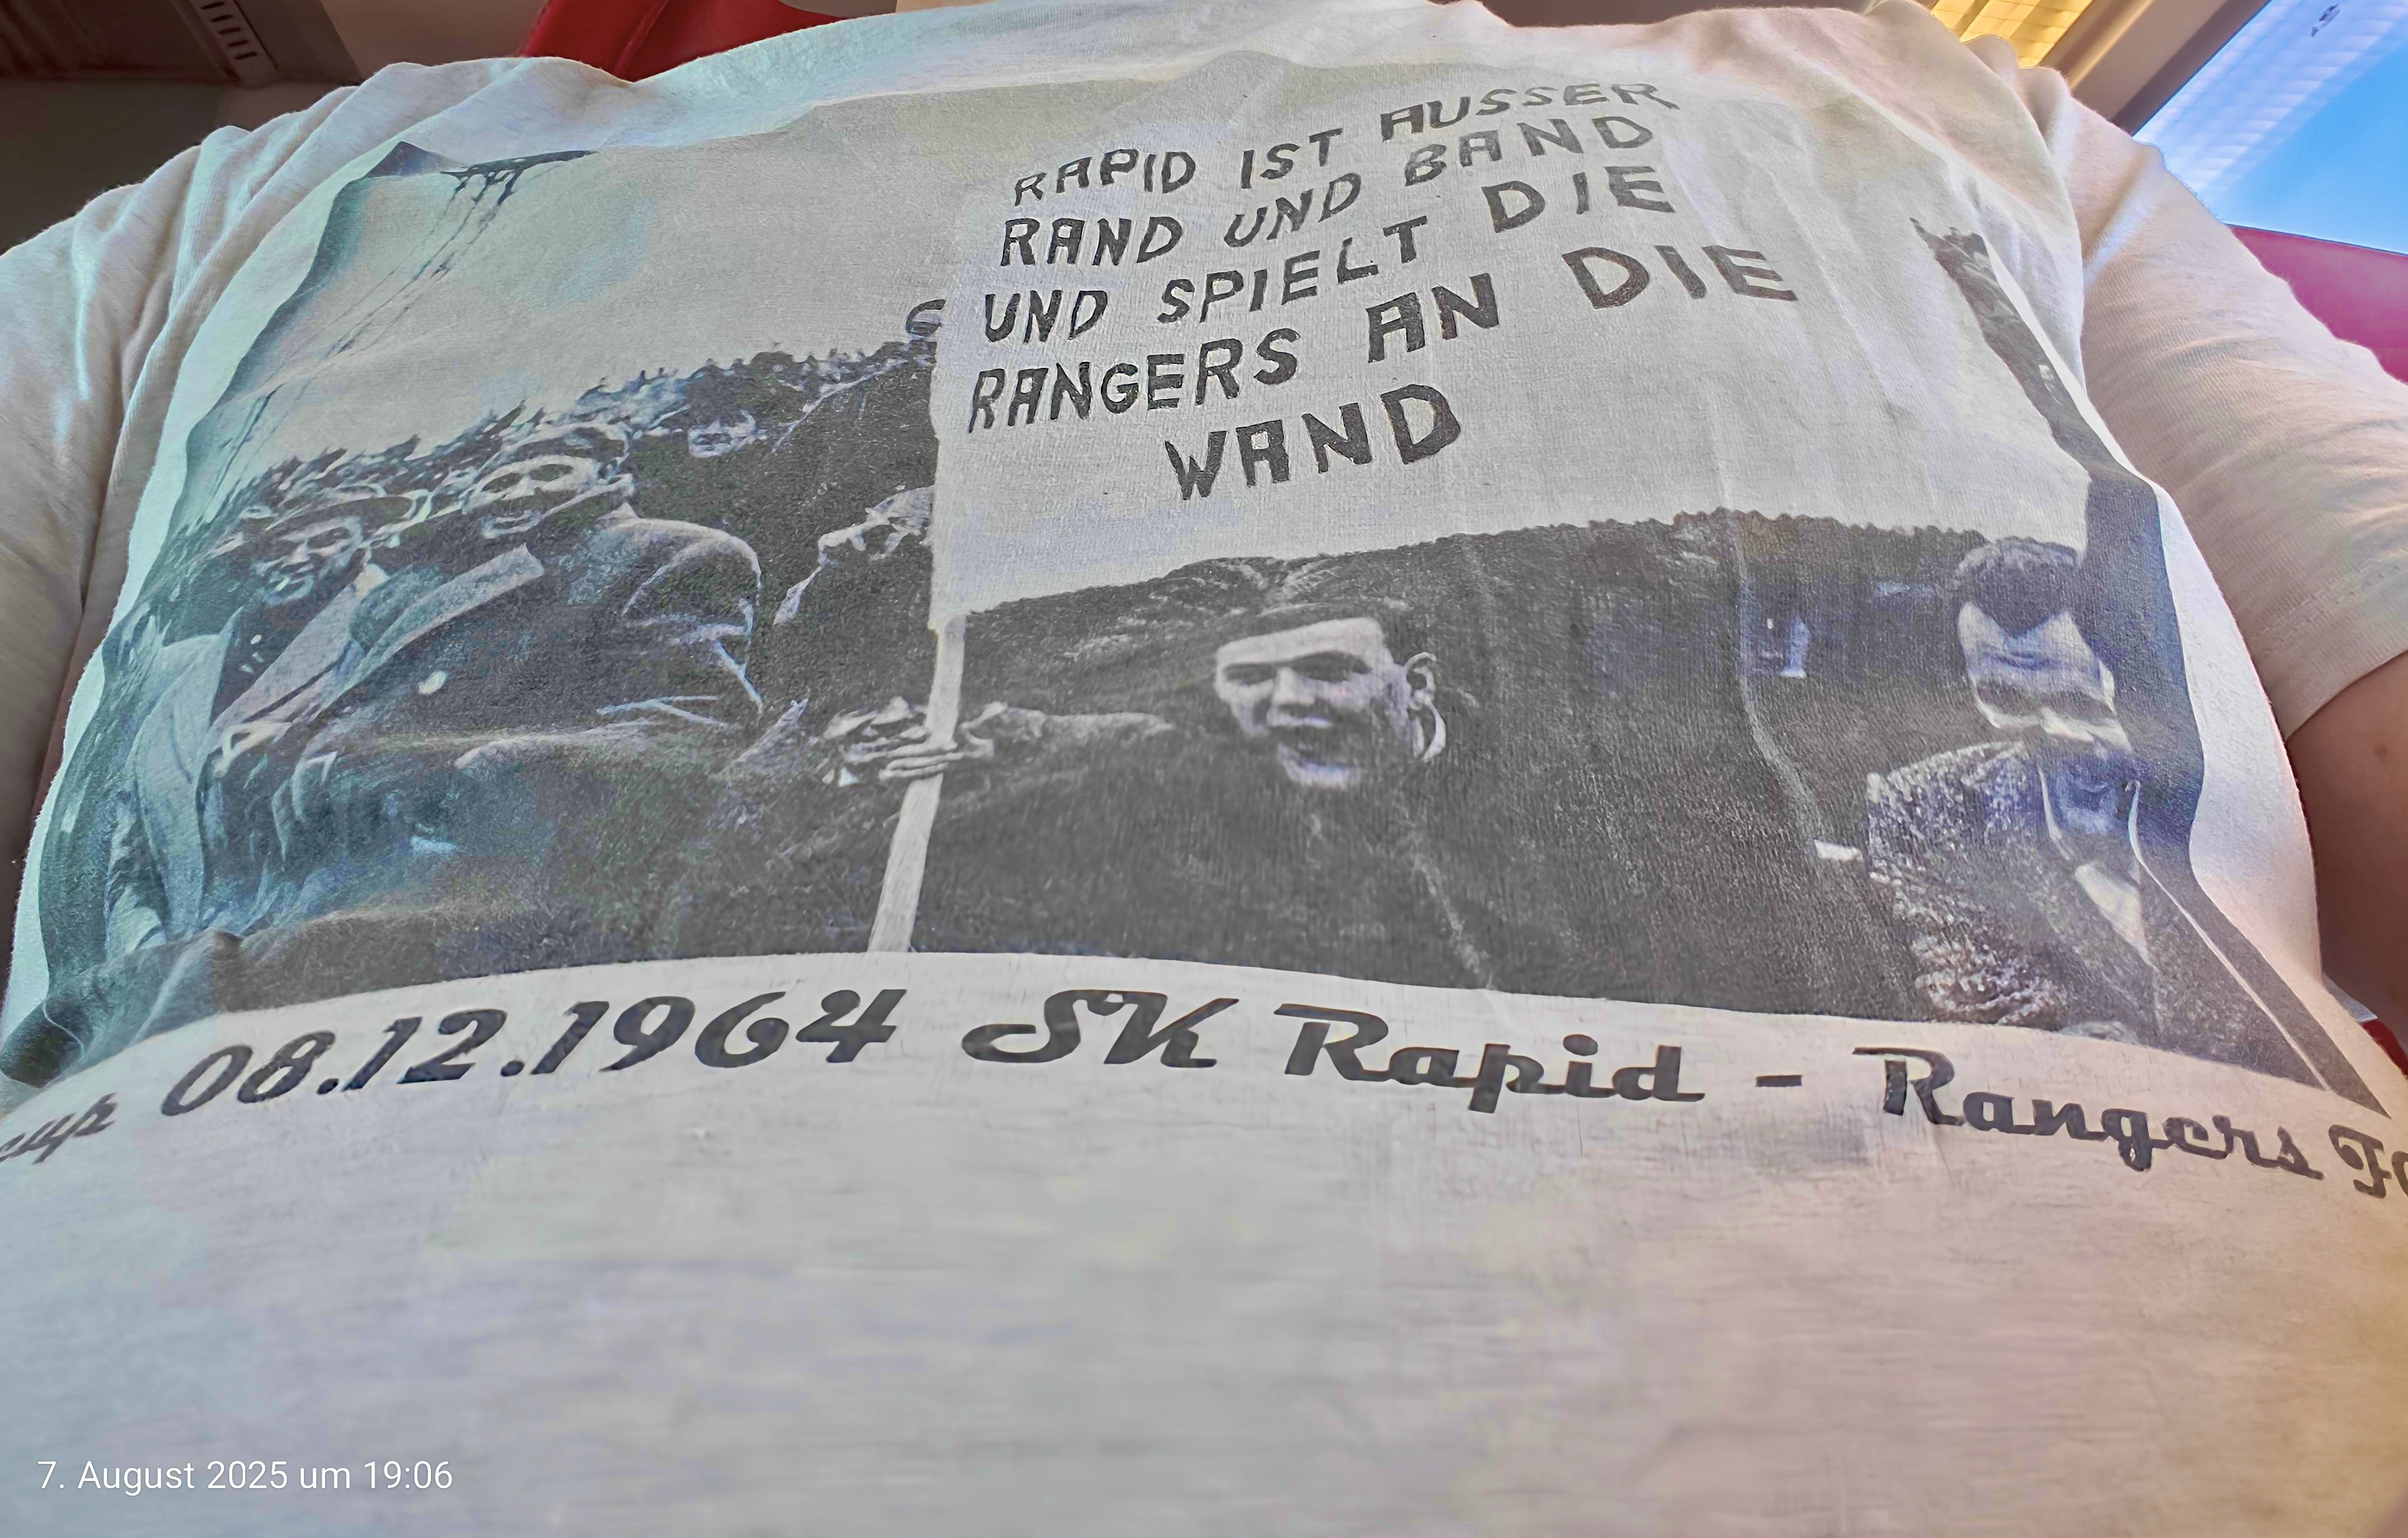 RAPID IST AUSSER
RAND UND BAND
UND SPIELT DIE
RANGERS AN DIE
WAND
08.12.1964 SK Rapid - Rangers
7. August 2025 um 19:06